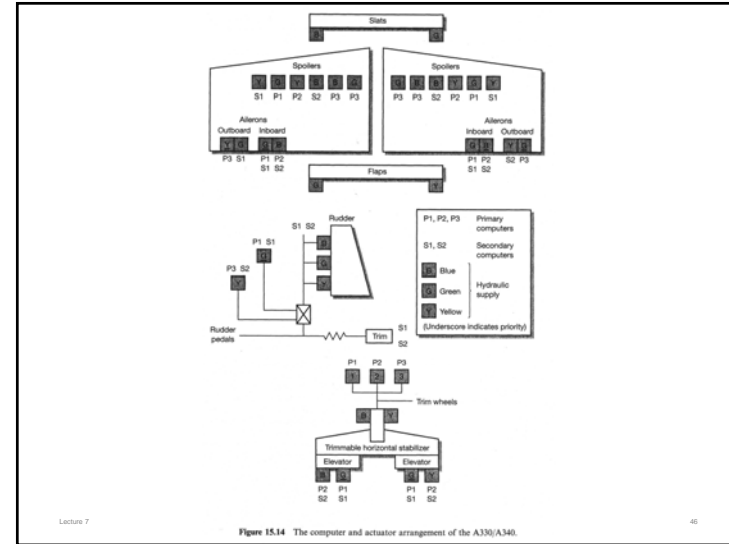 Slats
B G
Spoilers
Spoilers
Y G Y B B G
S1 P1 P2 S2 P3 P3
G B B Y G Y
P3 P3 S2 P2 P1 S1
Ailerons
Outboard Inboard
Y G G B
P3 S1 P1 P2
S1 S2
Ailerons
Inboard Outboard
G B Y G
P1 P2 S2 P3
S1 S2
Flaps
G Y
S1 S2
Rudder
B
G
Y
P1 S1
G
P3 S2
Y
Rudder
pedals
Trim
S1
S2
P1, P2, P3 Primary
computers
S1, S2 Secondary
computers
B Blue
G Green
Y Yellow
Hydraulic
supply
(Underscore indicates priority)
P1 P2 P3
1 2 3
Trim wheels
B Y
Trimmable horizontal stabilizer
Elevator
Elevator
B G G Y
P2 P1 P1 P2
S2 S1 S1 S2
Lecture 7
46
Figure 15.14 The computer and actuator arrangement of the A330/A340.